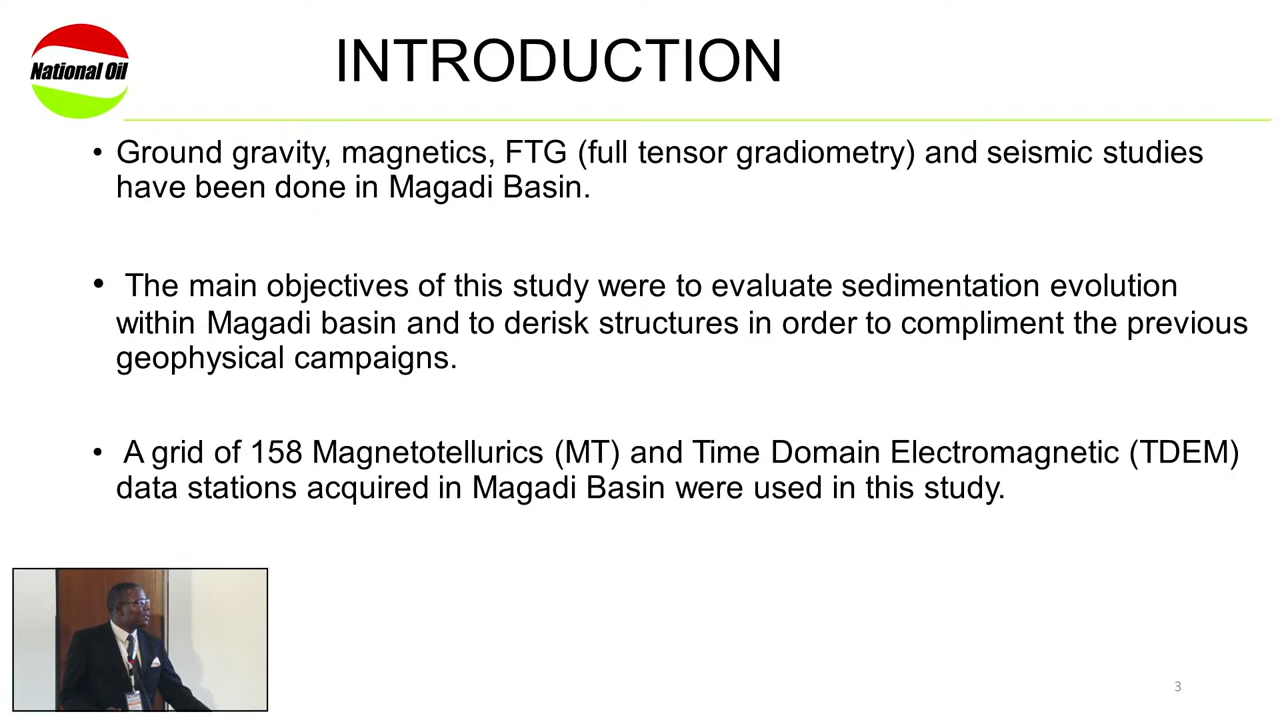 National Oil
INTRODUCTION
• Ground gravity, magnetics, FTG (full tensor gradiometry) and seismic studies
have been done in Magadi Basin.
• The main objectives of this study were to evaluate sedimentation evolution
within Magadi basin and to derisk structures in order to compliment the previous
geophysical campaigns.
• A grid of 158 Magnetotellurics (MT) and Time Domain Electromagnetic (TDEM)
data stations acquired in Magadi Basin were used in this study.
3